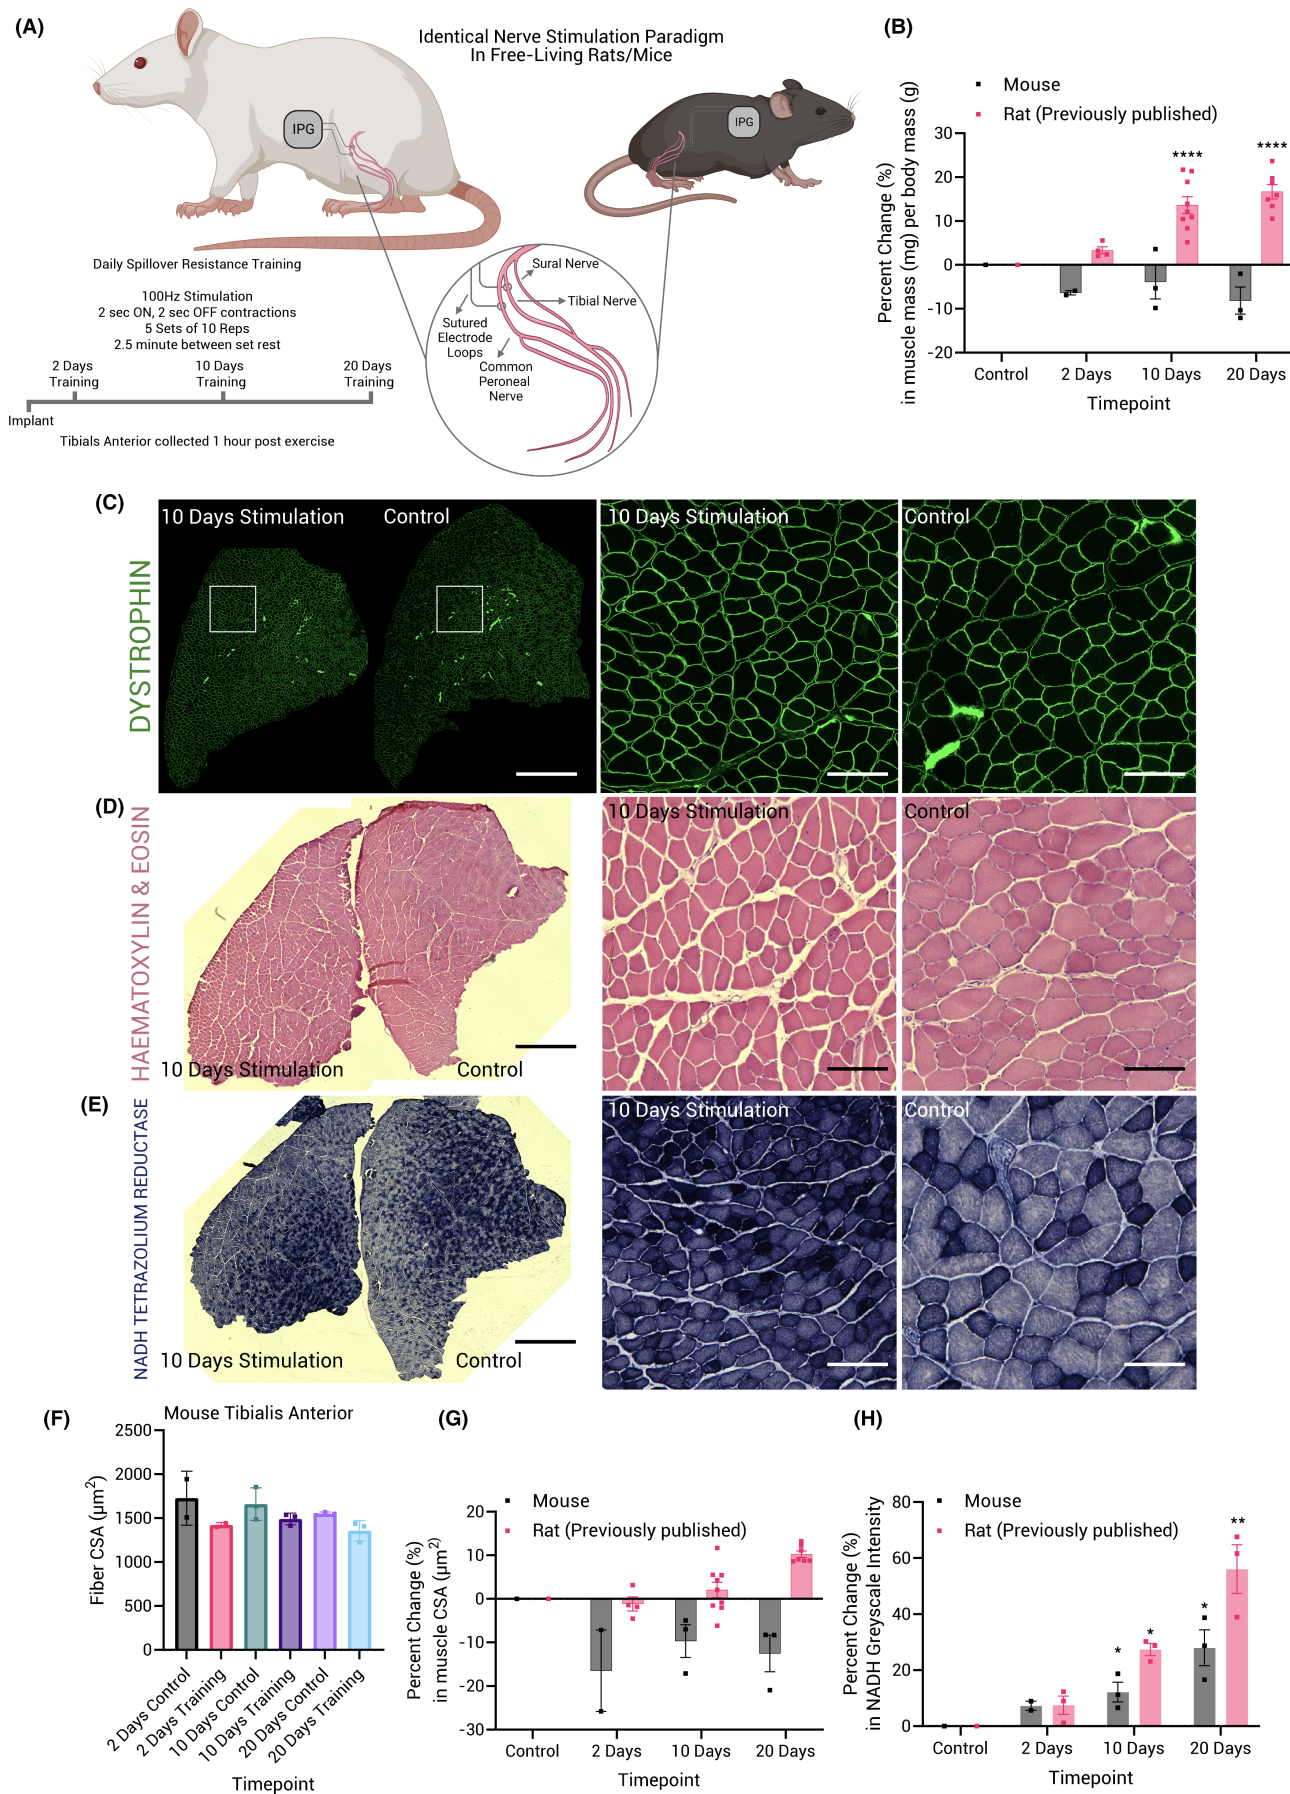 (A)
Identical Nerve Stimulation Paradigm
In Free-Living Rats/Mice
IPG
IPG
Daily Spillover Resistance Training
100Hz Stimulation
2 sec ON, 2 sec OFF contractions
5 Sets of 10 Reps
2.5 minute between set rest
2 Days
Training
10 Days
Training
20 Days
Training
Implant
Tibials Anterior collected 1 hour post exercise
Sural Nerve
Tibial Nerve
Sutured
Electrode
Loops
Common
Peroneal
Nerve
(B)
Mouse
Rat (Previously published)
Percent Change (%)
in muscle mass (mg) per body mass (g)
30
20
10
0
-10
-20
****
****
Control
2 Days
10 Days
20 Days
Timepoint
(C)
DYSTROPHIN
10 Days Stimulation
Control
10 Days Stimulation
Control
(D)
HAEMATOXYLIN & EOSIN
10 Days Stimulation
Control
10 Days Stimulation
Control
(E)
NADH TETRAZOLIUM REDUCTASE
10 Days Stimulation
Control
10 Days Stimulation
Control
(F)
Mouse Tibialis Anterior
Fiber CSA (µm²)
2500
2000
1500
1000
500
0
2 Days Control
2 Days Training
10 Days Control
10 Days Training
20 Days Control
20 Days Training
Timepoint
(G)
Mouse
Rat (Previously published)
Percent Change (%)
in muscle CSA (µm²)
20
10
0
-10
-20
-30
Control
2 Days
10 Days
20 Days
Timepoint
(H)
Mouse
Rat (Previously published)
Percent Change (%)
in NADH Greyscale Intensity
80
60
40
20
0
*
*
*
**
Control
2 Days
10 Days
20 Days
Timepoint